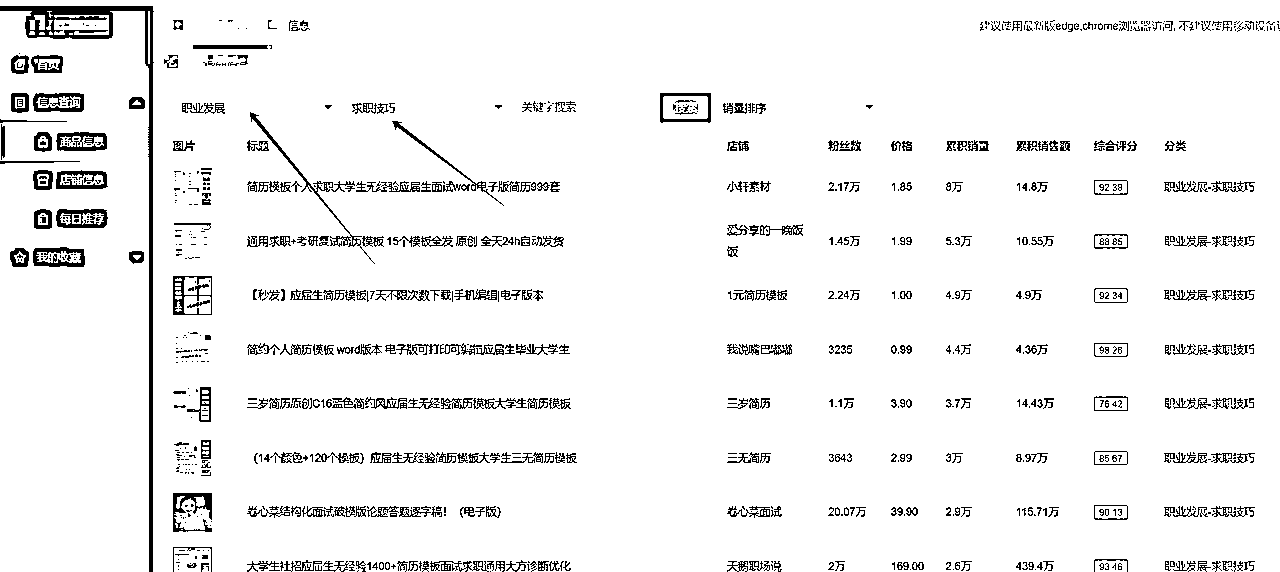 信息
建议使用最新版edge,chrome浏览器访问, 不建议使用移动设备
首页
信息查询
商品信息
店铺信息
每日推荐
我的收藏
职业发展 求职技巧 关键字搜索 搜索 销量排序
图片 标题 店铺 粉丝数 价格 累积销量 累积销售额 综合评分 分类
简历模板个人求职大学生无经验应届生面试word电子版简历999套 小轩素材 2.17万 1.85 8万 14.8万 92.39 职业发展-求职技巧
通用求职+考研复试简历模板 15个模板全发 原创 全天24h自动发货 爱分享的一晚饭饭 1.45万 1.99 5.3万 10.55万 88.85 职业发展-求职技巧
【秒发】应届生简历模板|7天不限次数下载|手机编辑|电子版本 1元简历模板 2.24万 1.00 4.9万 4.9万 92.34 职业发展-求职技巧
简约个人简历模板 word版本 电子版可打印可编辑应届生毕业大学生 我说嘴巴嘟嘟 3235 0.99 4.4万 4.36万 98.26 职业发展-求职技巧
三岁简历原创C16蓝色简约风应届生无经验简历模板大学生简历模板 三岁简历 1.1万 3.90 3.7万 14.43万 76.42 职业发展-求职技巧
（14个颜色+120个模板）应届生无经验简历模板大学生三无简历模板 三无简历 3643 2.99 3万 8.97万 85.67 职业发展-求职技巧
卷心菜结构化面试破模版论题答题逐字稿！（电子版） 卷心菜面试 20.07万 39.90 2.9万 115.71万 90.13 职业发展-求职技巧
大学生社招应届生无经验1400+简历模板面试求职通用大方诊断优化 天鹅职场说 2万 169.00 2.6万 439.4万 93.46 职业发展-求职技巧